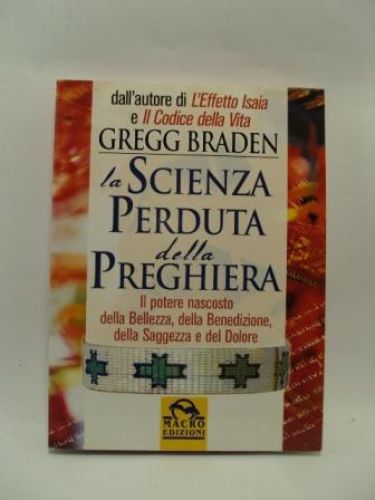 dall'autore di L'Effetto Isaia
e Il Codice della Vita
GREGG BRADEN
la SCIENZA
PERDUTA
della
PREGHIERA
Il potere nascosto
della Bellezza, della Benedizione,
della Saggezza e del Dolore
MACRO
EDIZIONI